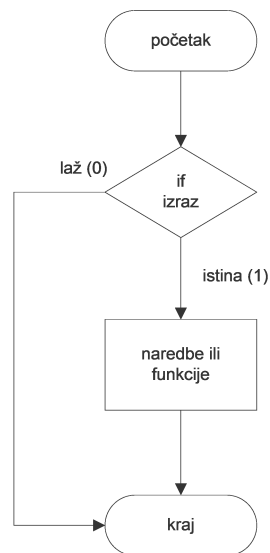 početak
laž (0)
if
izraz
istina (1)
naredbe ili
funkcije
kraj